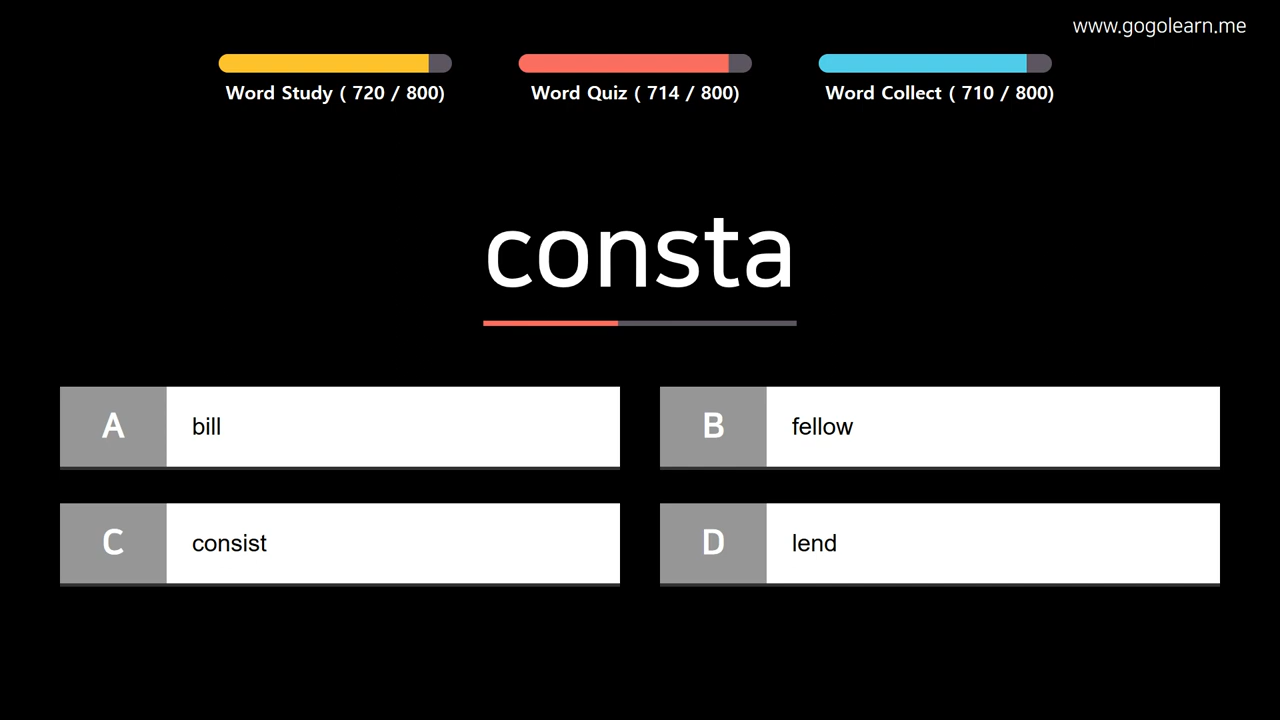 www.gogolearn.me
Word Study ( 720 / 800)
Word Quiz ( 714 / 800)
Word Collect ( 710 / 800)
consta
A bill
B fellow
C consist
D lend